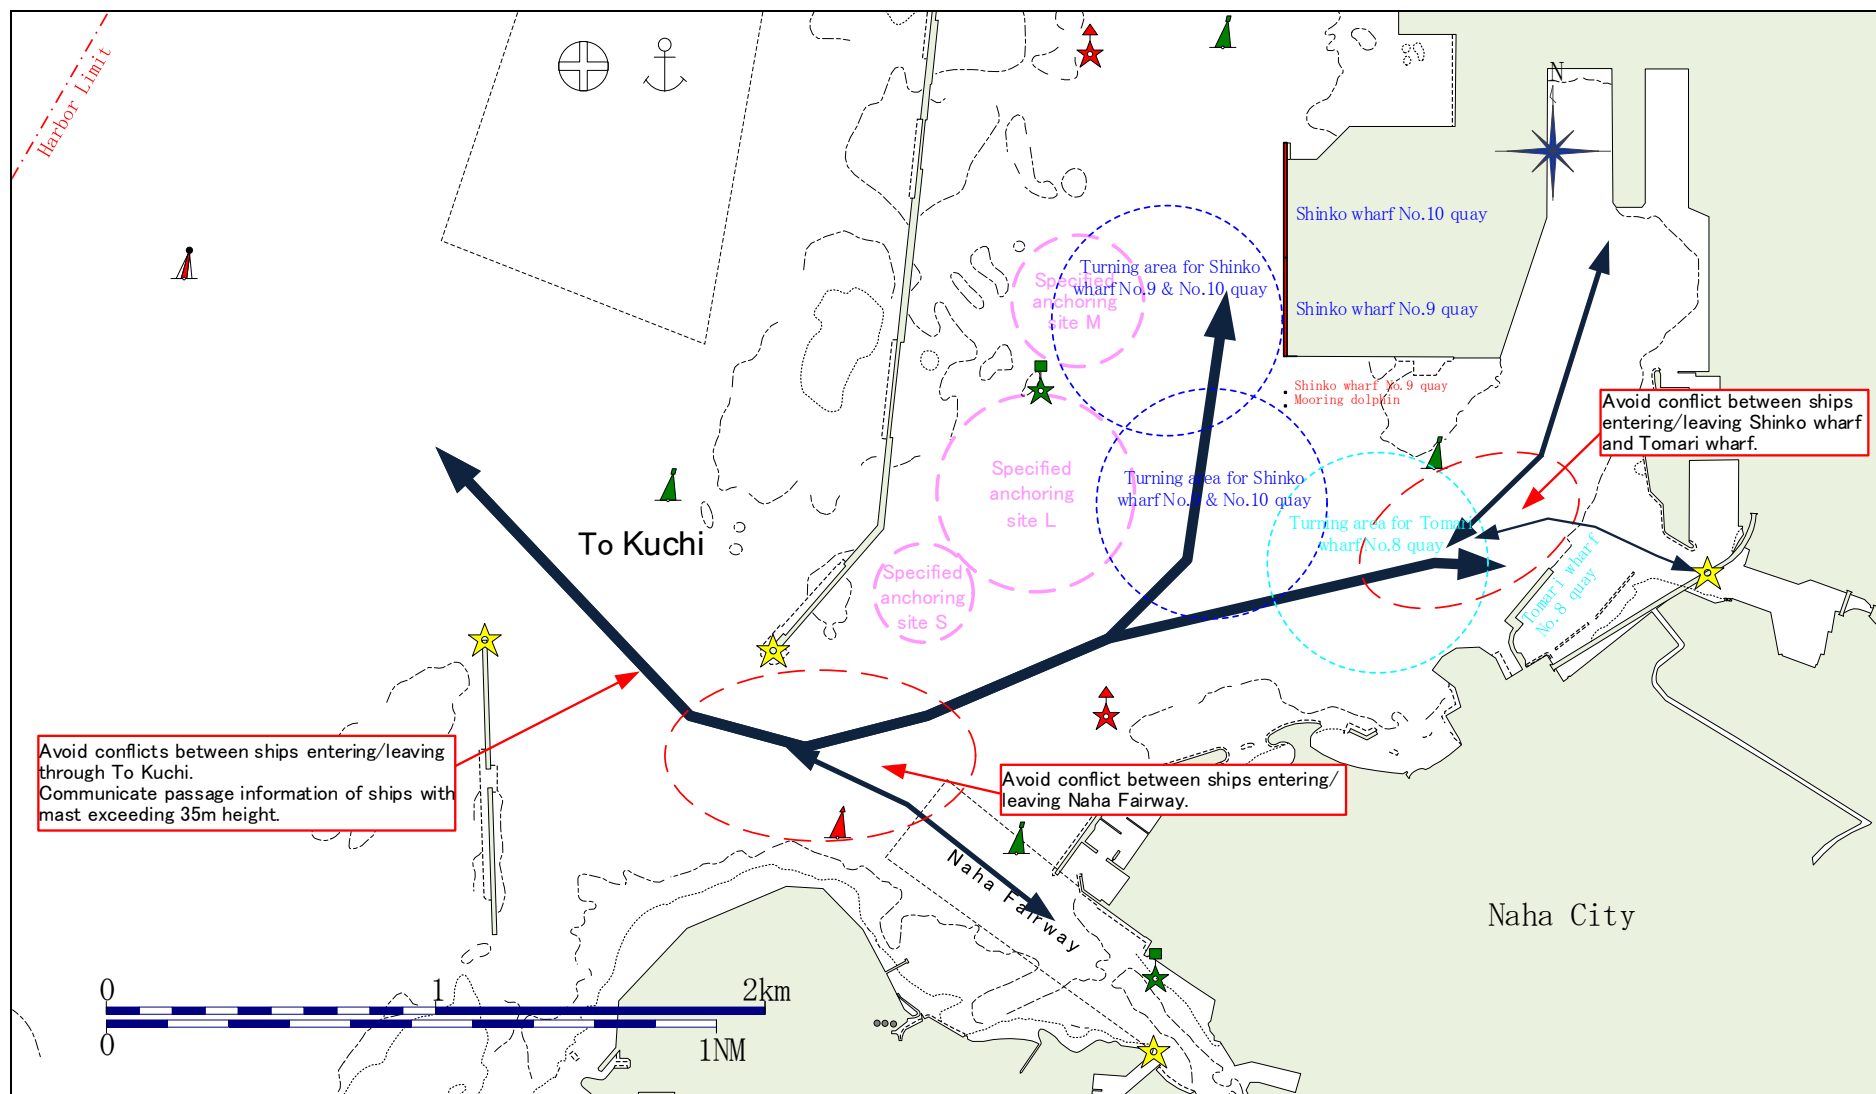 Harbor Limit
N
Shinko wharf No.10 quay
Turning area for Shinko
wharf No.9 & No.10 quay
Specified
anchoring
site M
Shinko wharf No.9 quay
Shinko wharf No.9 quay
Mooring dolphin
Avoid conflict between ships
entering/leaving Shinko wharf
and Tomari wharf.
Specified
anchoring
site L
Turning area for Shinko
wharf No.9 & No.10 quay
Turning area for Tomari
wharf No.8 quay
To Kuchi
Specified
anchoring
site S
Tomari wharf
No.8 quay
Avoid conflicts between ships entering/leaving
through To Kuchi.
Communicate passage information of ships with
mast exceeding 35m height.
Avoid conflict between ships entering/
leaving Naha Fairway.
Naha Fairway
Naha City
0 1 2km
0 1NM